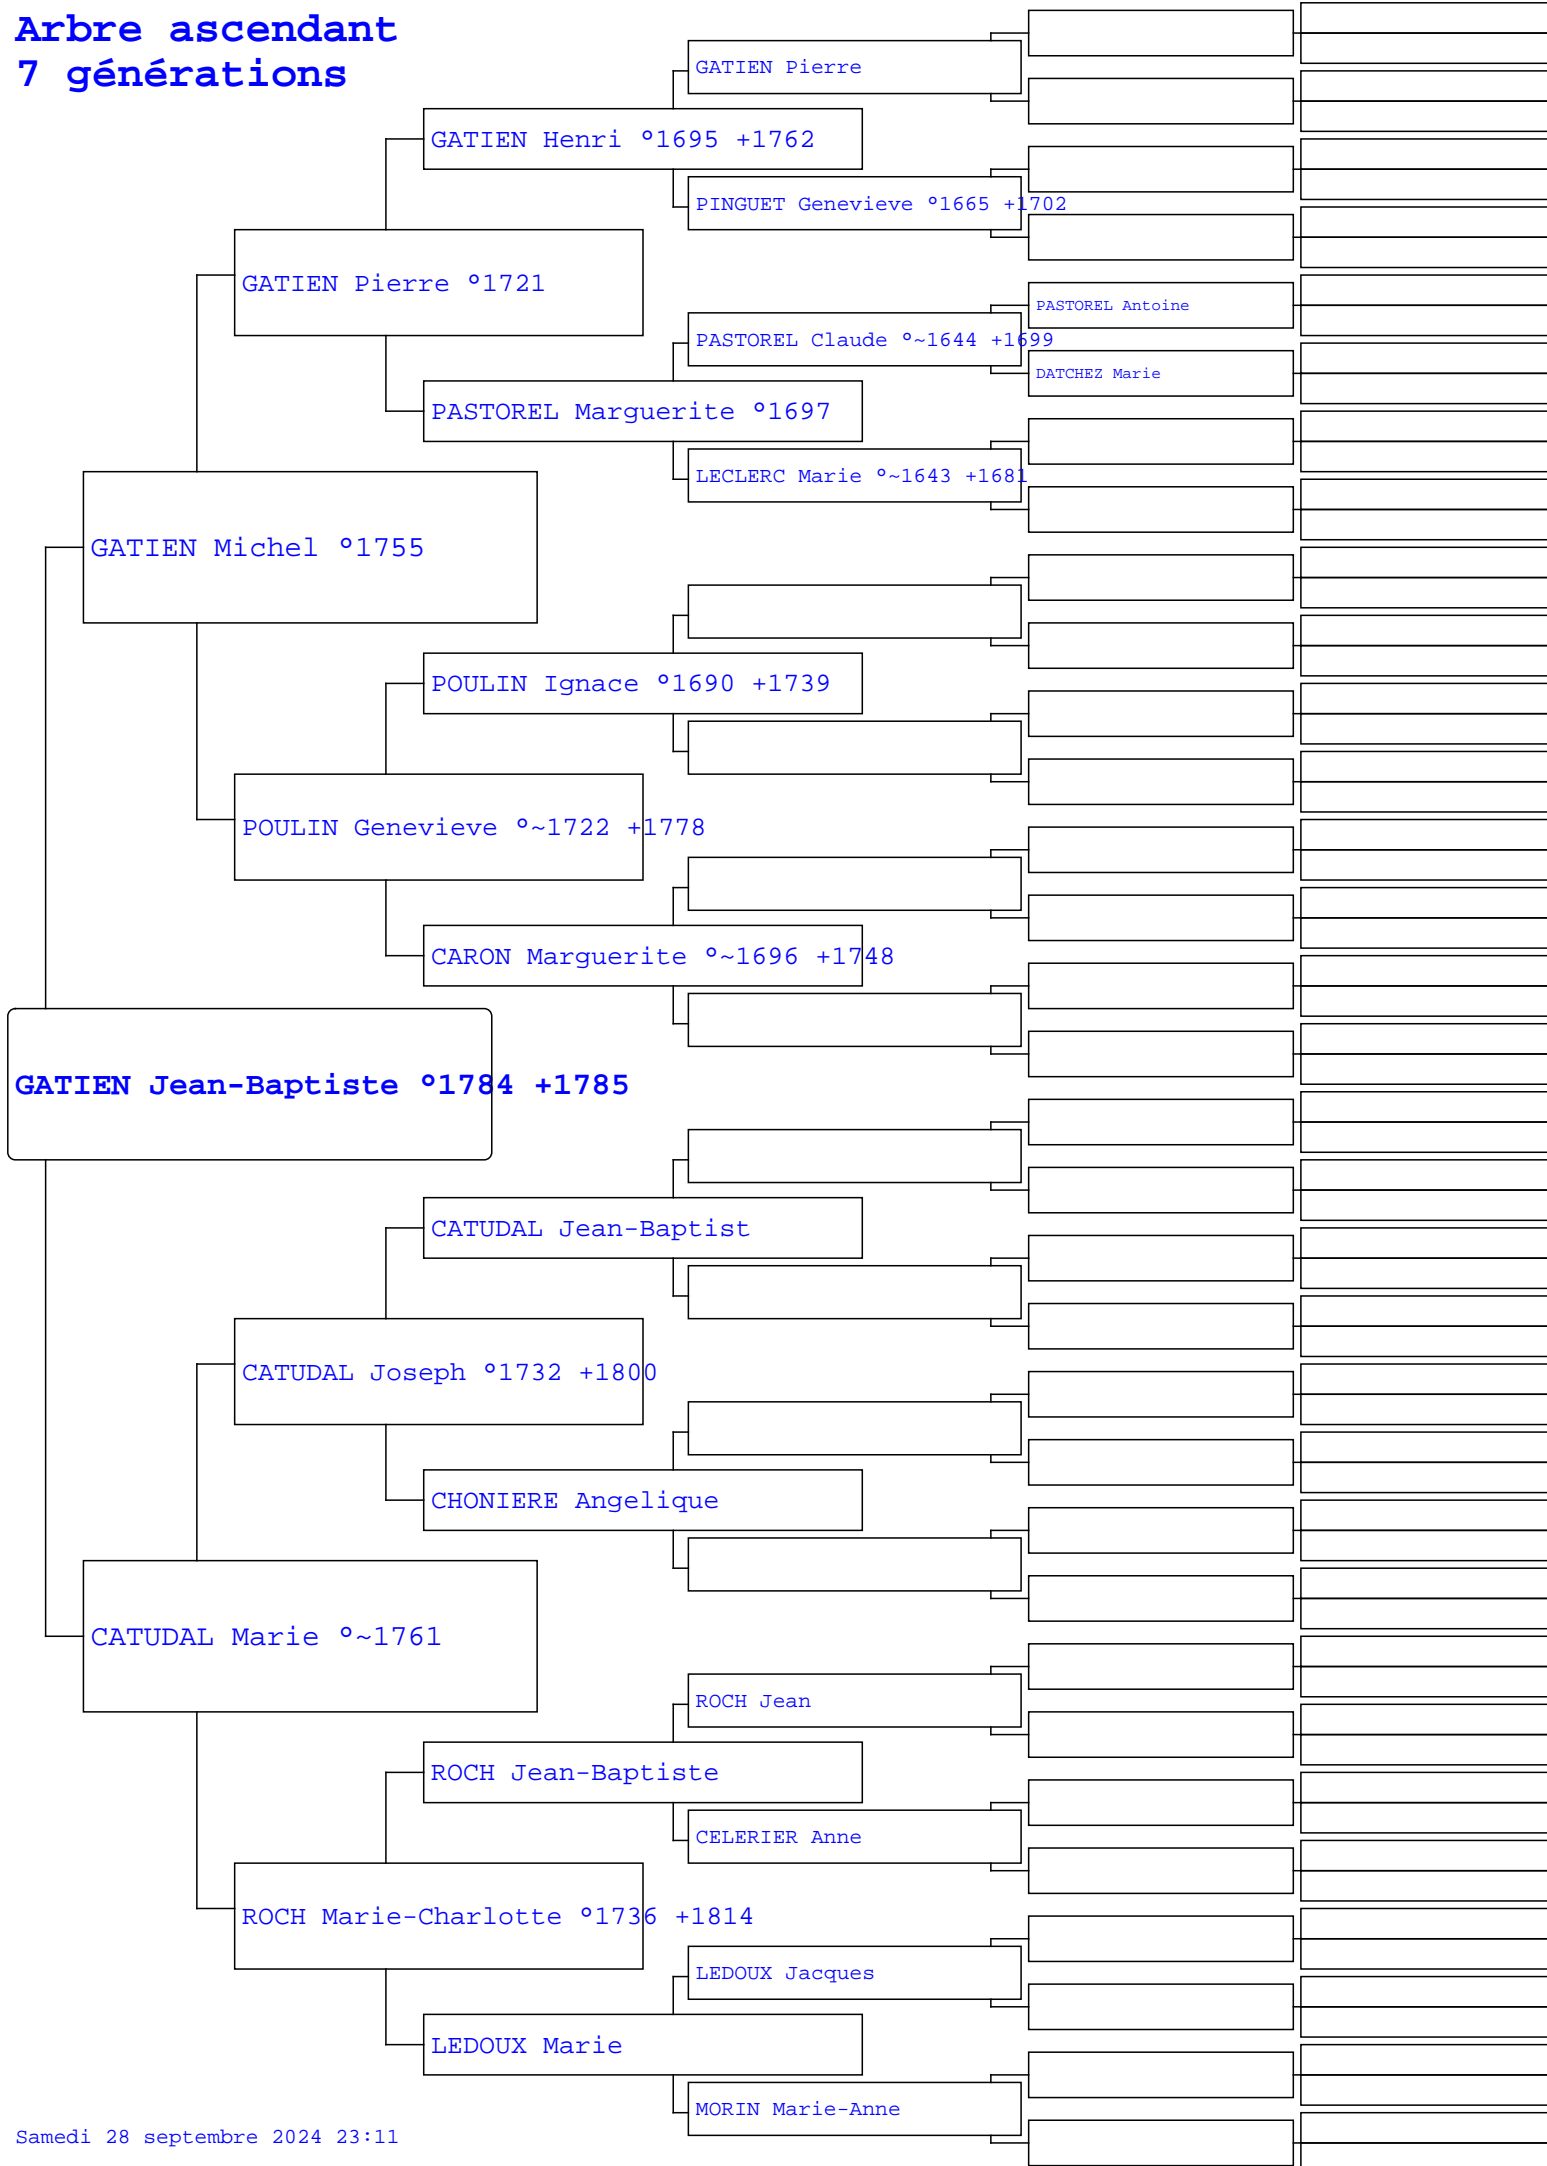 Arbre ascendant
7 générations
GATIEN Pierre
GATIEN Henri °1695 +1762
PINGUET Genevieve °1665 +1702
GATIEN Pierre °1721
PASTOREL Antoine
PASTOREL Claude °~1644 +1699
DATCHEZ Marie
PASTOREL Marguerite °1697
LECLERC Marie °~1643 +1681
GATIEN Michel °1755
POULIN Ignace °1690 +1739
POULIN Genevieve °~1722 +1778
CARON Marguerite °~1696 +1748
GATIEN Jean-Baptiste °1784 +1785
CATUDAL Jean-Baptist
CATUDAL Joseph °1732 +1800
CHONIERE Angelique
CATUDAL Marie °~1761
ROCH Jean
ROCH Jean-Baptiste
CELERIER Anne
ROCH Marie-Charlotte °1736 +1814
LEDOUX Jacques
LEDOUX Marie
MORIN Marie-Anne
Samedi 28 septembre 2024 23:11